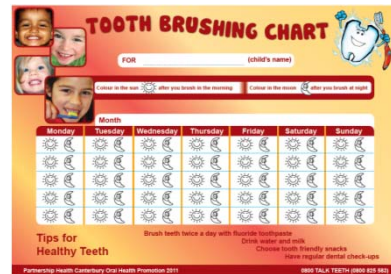 TOOTH BRUSHING CHART
FOR (child's name)
Colour in the sun after you brush in the morning
Colour in the moon after you brush at night
Month
Monday Tuesday Wednesday Thursday Friday Saturday Sunday
Tips for
Healthy Teeth
Brush teeth twice a day with fluoride toothpaste
Drink water and milk
Choose tooth friendly snacks
Have regular dental check-ups
Partnership Health Canterbury Oral Health Promotion 2011
0800 TALK TEETH (0800 825 583)